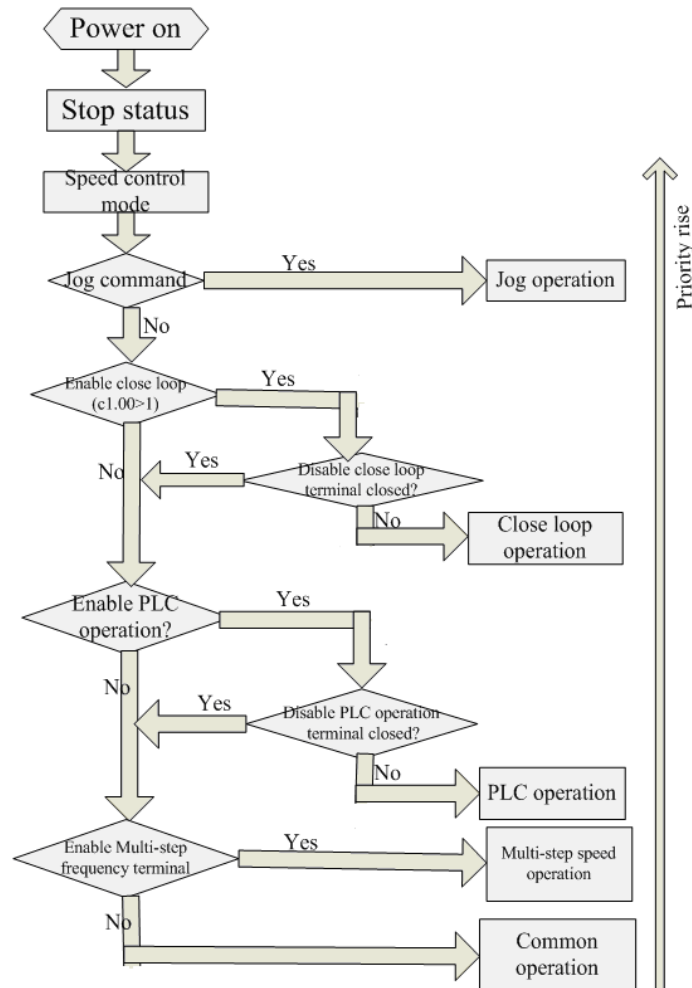 Power on
Stop status
Speed control
mode
Priority rise
Jog command
Yes
Jog operation
No
Enable close loop
(c1.00>1)
Yes
No
Yes
Disable close loop
terminal closed?
No
Close loop
operation
Enable PLC
operation?
Yes
No
Yes
Disable PLC operation
terminal closed?
No
PLC operation
Enable Multi-step
frequency terminal
Yes
Multi-step speed
operation
No
Common
operation